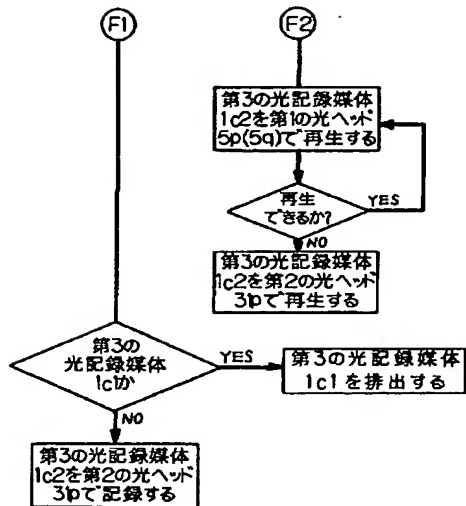 F1
F2
第3の光記録媒体
1c2を第1の光ヘッド
5p(5q)で再生する
再生
できるか?
YES
NO
第3の光記録媒体
1c2を第2の光ヘッド
31pで再生する
第3の
光記録媒体
1c1か
YES
第3の光記録媒体
1c1を排出する
NO
第3の光記録媒体
1c2を第2の光ヘッド
31pで記録する